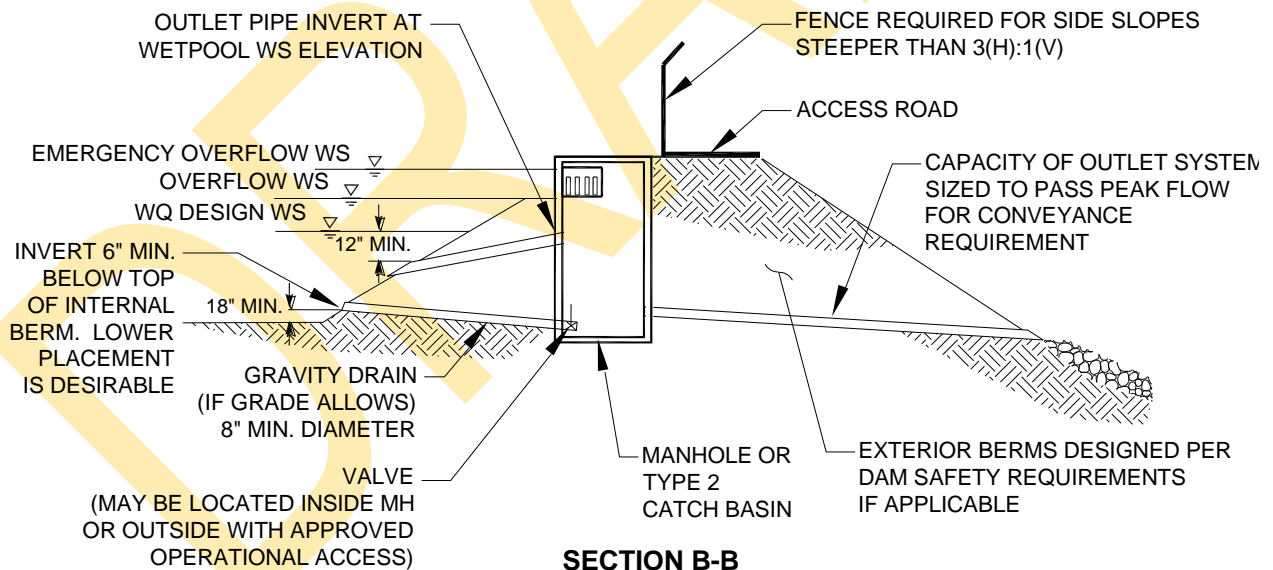 OUTLET PIPE INVERT AT
WETPOOL WS ELEVATION
FENCE REQUIRED FOR SIDE SLOPES
STEEPER THAN 3(H):1(V)
ACCESS ROAD
EMERGENCY OVERFLOW WS
OVERFLOW WS
WQ DESIGN WS
12" MIN.
CAPACITY OF OUTLET SYSTEM
SIZED TO PASS PEAK FLOW
FOR CONVEYANCE
REQUIREMENT
INVERT 6" MIN.
BELOW TOP
OF INTERNAL
BERM. LOWER
PLACEMENT
IS DESIRABLE
18" MIN.
GRAVITY DRAIN
(IF GRADE ALLOWS)
8" MIN. DIAMETER
VALVE
(MAY BE LOCATED INSIDE MH
OR OUTSIDE WITH APPROVED
OPERATIONAL ACCESS)
MANHOLE OR
TYPE 2
CATCH BASIN
EXTERIOR BERMS DESIGNED PER
DAM SAFETY REQUIREMENTS
IF APPLICABLE
SECTION B-B
DRA